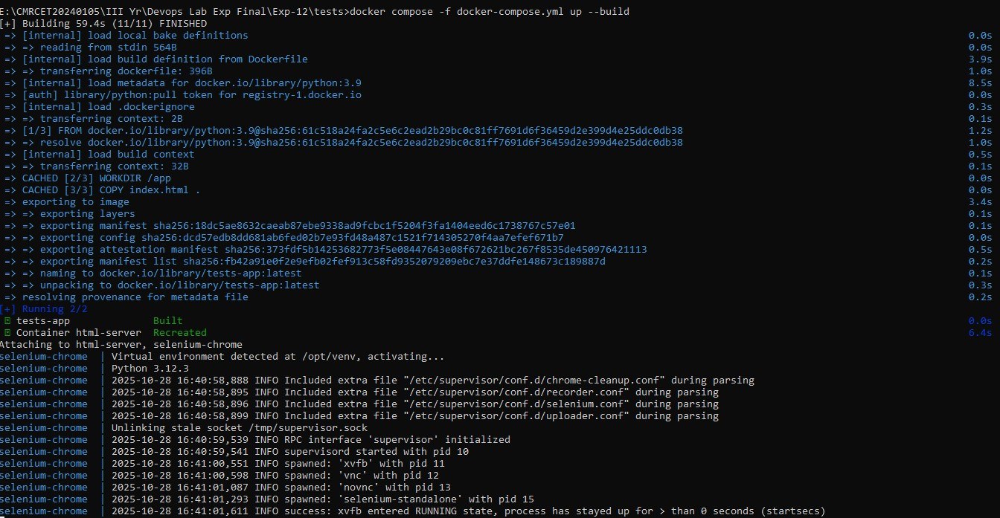 E:\CMRCET20240105\III Yr\Devops Lab Exp Final\Exp-12\tests>docker compose -f docker-compose.yml up --build
[+] Building 59.4s (11/11) FINISHED
=> [internal] load local bake definitions 0.0s
=> => reading from stdin 564B 0.0s
=> [internal] load build definition from Dockerfile 3.9s
=> => transferring dockerfile: 396B 1.0s
=> [internal] load metadata for docker.io/library/python:3.9 8.5s
=> [auth] library/python:pull token for registry-1.docker.io 0.0s
=> [internal] load .dockerignore 0.3s
=> => transferring context: 2B 0.1s
=> [1/3] FROM docker.io/library/python:3.9@sha256:61c518a24fa2c5e6c2ead2b29bc0c81ff7691d6f36459d2e399d4e25ddc0db38 1.2s
=> => resolve docker.io/library/python:3.9@sha256:61c518a24fa2c5e6c2ead2b29bc0c81ff7691d6f36459d2e399d4e25ddc0db38 1.0s
=> [internal] load build context 0.5s
=> => transferring context: 32B 0.1s
=> CACHED [2/3] WORKDIR /app 0.0s
=> CACHED [3/3] COPY index.html . 0.0s
=> exporting to image 3.4s
=> => exporting layers 0.1s
=> => exporting manifest sha256:18dc5ae8632caeab87ebe9338ad9fcbc1f5204f3fa1404eed6c1738767c57e01 0.1s
=> => exporting config sha256:dcd57edb8dd681ab6fed02b7e93fd48a487c1521f714305270f4aa7efef671b7 0.0s
=> => exporting attestation manifest sha256:373fdf5b14253682773f5e08447643e08f672621bc267f8535de450976421113 0.5s
=> => exporting manifest list sha256:fb42a91e0f2e9efb02fef913c58fd9352079209ebc7e37ddfe148673c189887d 0.2s
=> => naming to docker.io/library/tests-app:latest 0.1s
=> => unpacking to docker.io/library/tests-app:latest 0.3s
=> resolving provenance for metadata file 0.2s
[+] Running 2/2
tests-app Built 0.0s
Container html-server Recreated 6.4s
Attaching to html-server, selenium-chrome
selenium-chrome | Virtual environment detected at /opt/venv, activating...
selenium-chrome | Python 3.12.3
selenium-chrome | 2025-10-28 16:40:58,888 INFO Included extra file "/etc/supervisor/conf.d/chrome-cleanup.conf" during parsing
selenium-chrome | 2025-10-28 16:40:58,895 INFO Included extra file "/etc/supervisor/conf.d/recorder.conf" during parsing
selenium-chrome | 2025-10-28 16:40:58,896 INFO Included extra file "/etc/supervisor/conf.d/selenium.conf" during parsing
selenium-chrome | 2025-10-28 16:40:58,899 INFO Included extra file "/etc/supervisor/conf.d/uploader.conf" during parsing
selenium-chrome | Unlinking stale socket /tmp/supervisor.sock
selenium-chrome | 2025-10-28 16:40:59,539 INFO RPC interface 'supervisor' initialized
selenium-chrome | 2025-10-28 16:40:59,541 INFO supervisord started with pid 10
selenium-chrome | 2025-10-28 16:41:00,551 INFO spawned: 'xvfb' with pid 11
selenium-chrome | 2025-10-28 16:41:00,598 INFO spawned: 'vnc' with pid 12
selenium-chrome | 2025-10-28 16:41:01,087 INFO spawned: 'novnc' with pid 13
selenium-chrome | 2025-10-28 16:41:01,293 INFO spawned: 'selenium-standalone' with pid 15
selenium-chrome | 2025-10-28 16:41:01,611 INFO success: xvfb entered RUNNING state, process has stayed up for > than 0 seconds (startsecs)